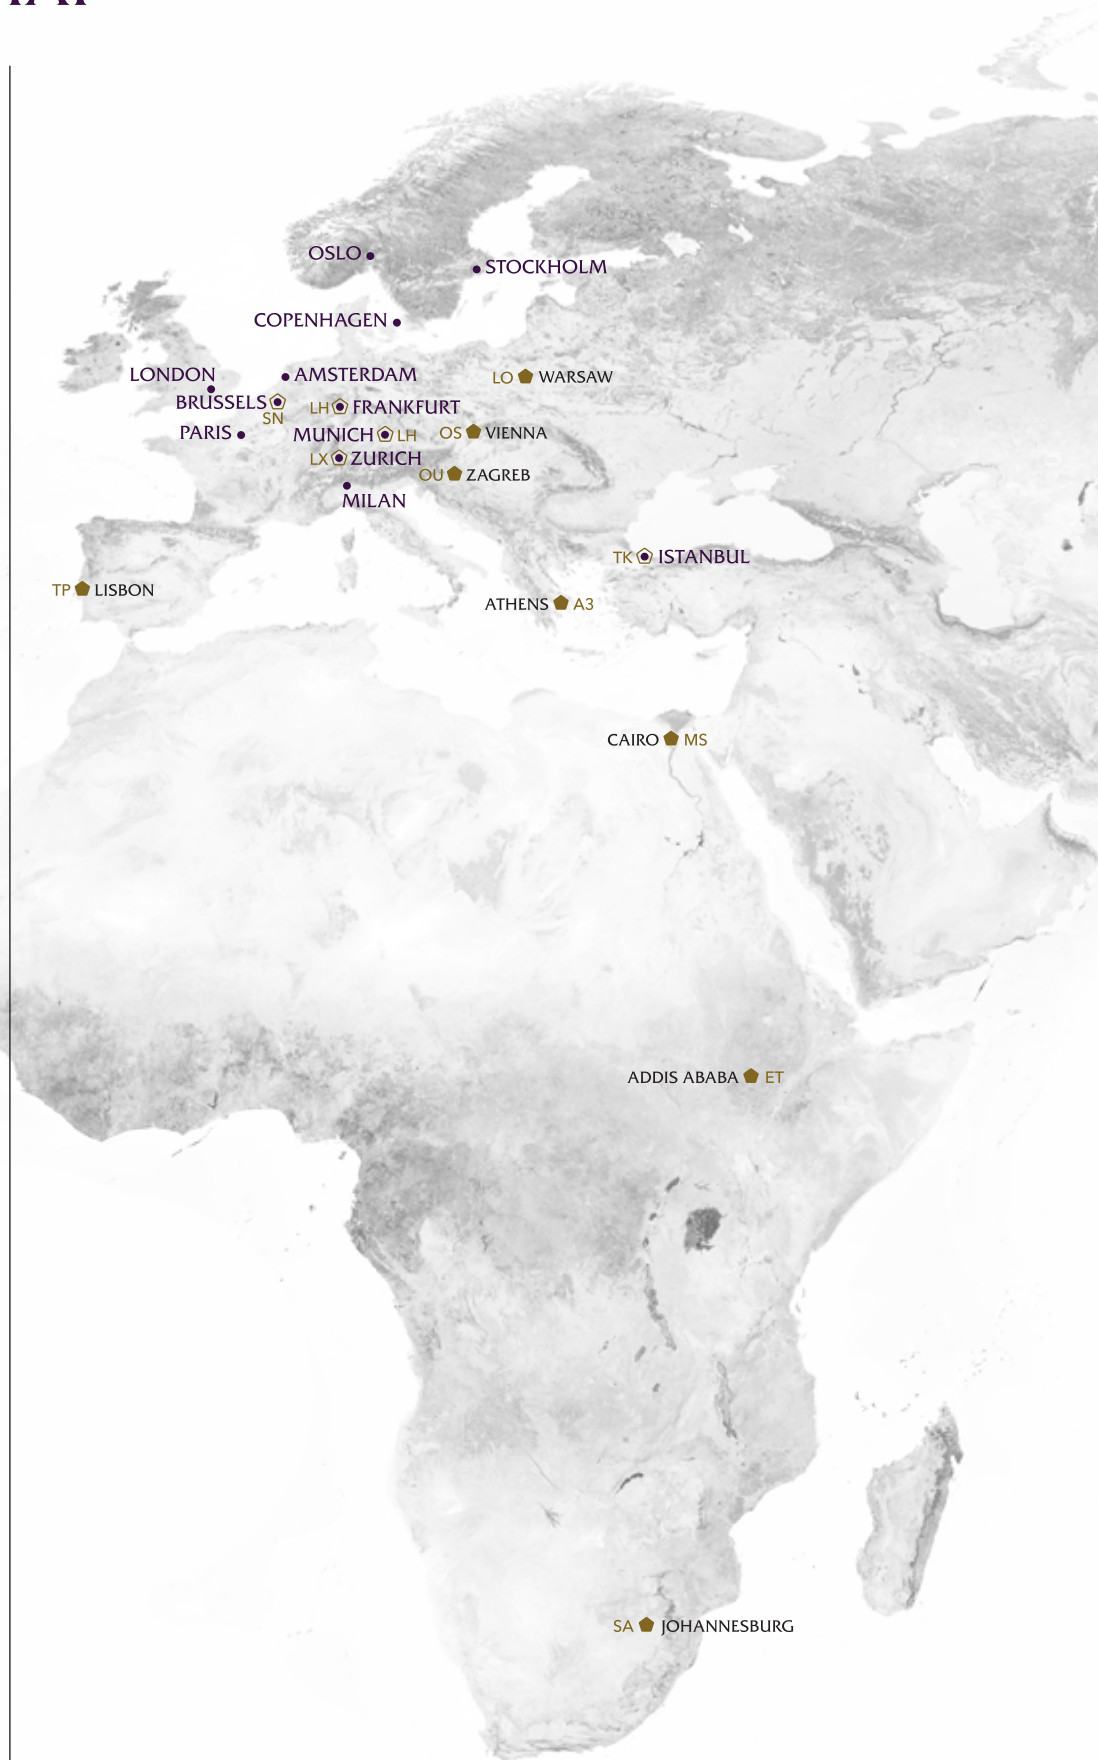 OSLO
STOCKHOLM
COPENHAGEN
LONDON
AMSTERDAM
LO WARSAW
BRUSSELS
SN
LH FRANKFURT
PARIS
MUNICH LH
OS VIENNA
LX ZURICH
OU ZAGREB
MILAN
TK ISTANBUL
TP LISBON
ATHENS A3
CAIRO MS
ADDIS ABABA ET
SA JOHANNESBURG